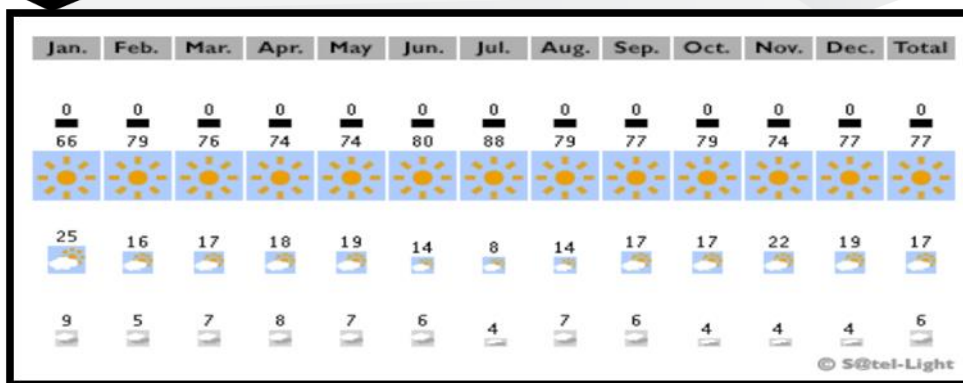 Jan. Feb. Mar. Apr. May Jun. Jul. Aug. Sep. Oct. Nov. Dec. Total
0 0 0 0 0 0 0 0 0 0 0 0 0
66 79 76 74 74 80 88 79 77 79 74 77 77
25 16 17 18 19 14 8 14 17 17 22 19 17
9 5 7 8 7 6 4 7 6 4 4 4 6
© S@tel-Light